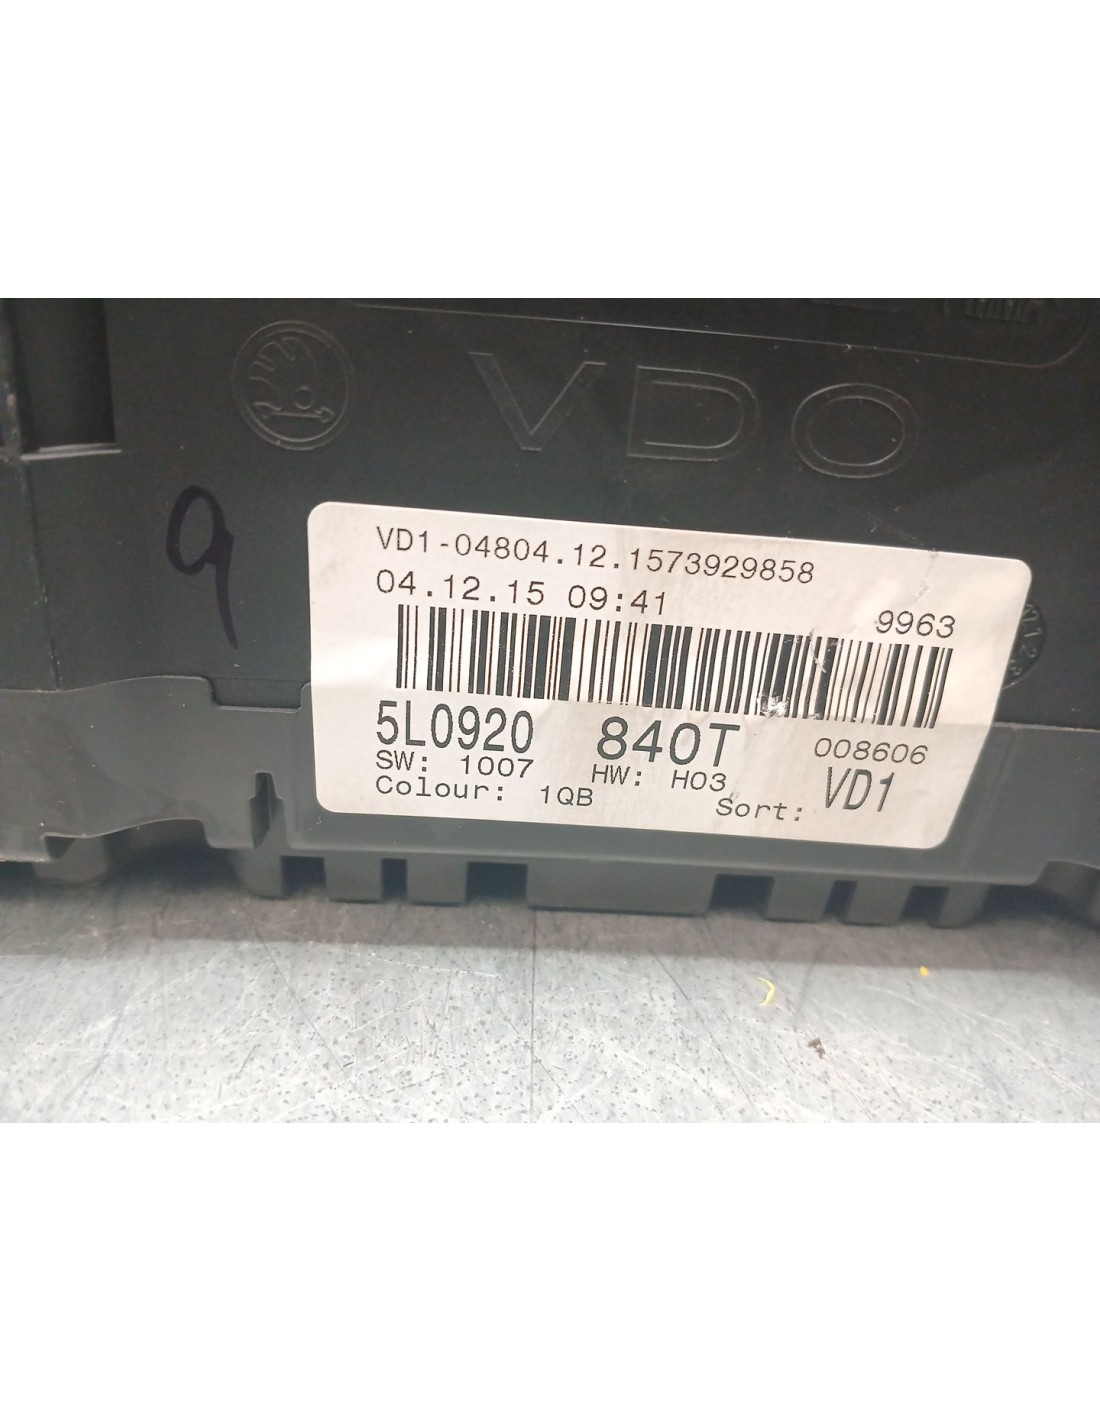 VDO
9
VD1-04804.12.1573929858
04.12.15 09:41
9963
5L0920 840T
008606
SW: 1007 HW: H03
Colour: 1QB
Sort: VD1